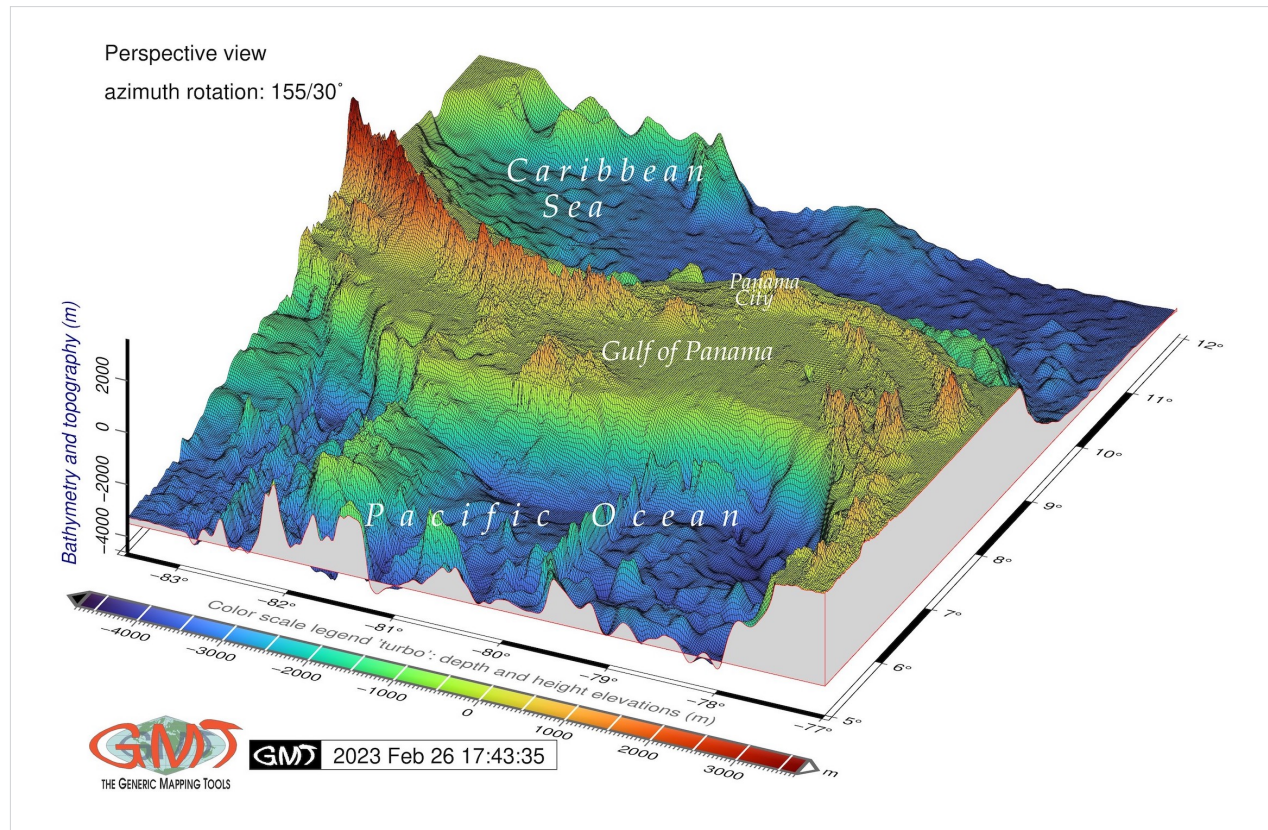 Perspective view
azimuth rotation: 155/30°
Caribbean
Sea
Panama
City
Gulf of Panama
Pacific Ocean
Bathymetry and topography (m)
2000
0
−2000
−4000
−83°
−82°
−81°
−80°
−79°
−78°
−77°
5°
6°
7°
8°
9°
10°
11°
12°
Color scale legend 'turbo': depth and height elevations (m)
−4000
−3000
−2000
−1000
0
1000
2000
3000
m
GMT
THE GENERIC MAPPING TOOLS
GMT 2023 Feb 26 17:43:35